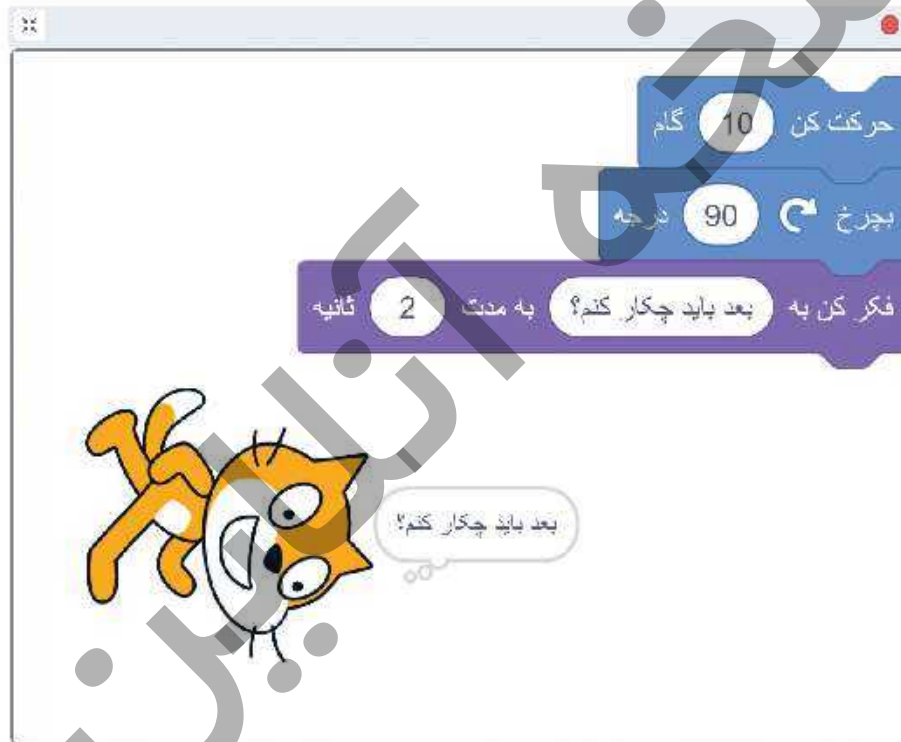 حرکت کن 10 گام
بچرخ 90 درجه
فکر کن به بعد باید چکار کنم؟ به مدت 2 ثانیه
بعد باید چکار کنم؟